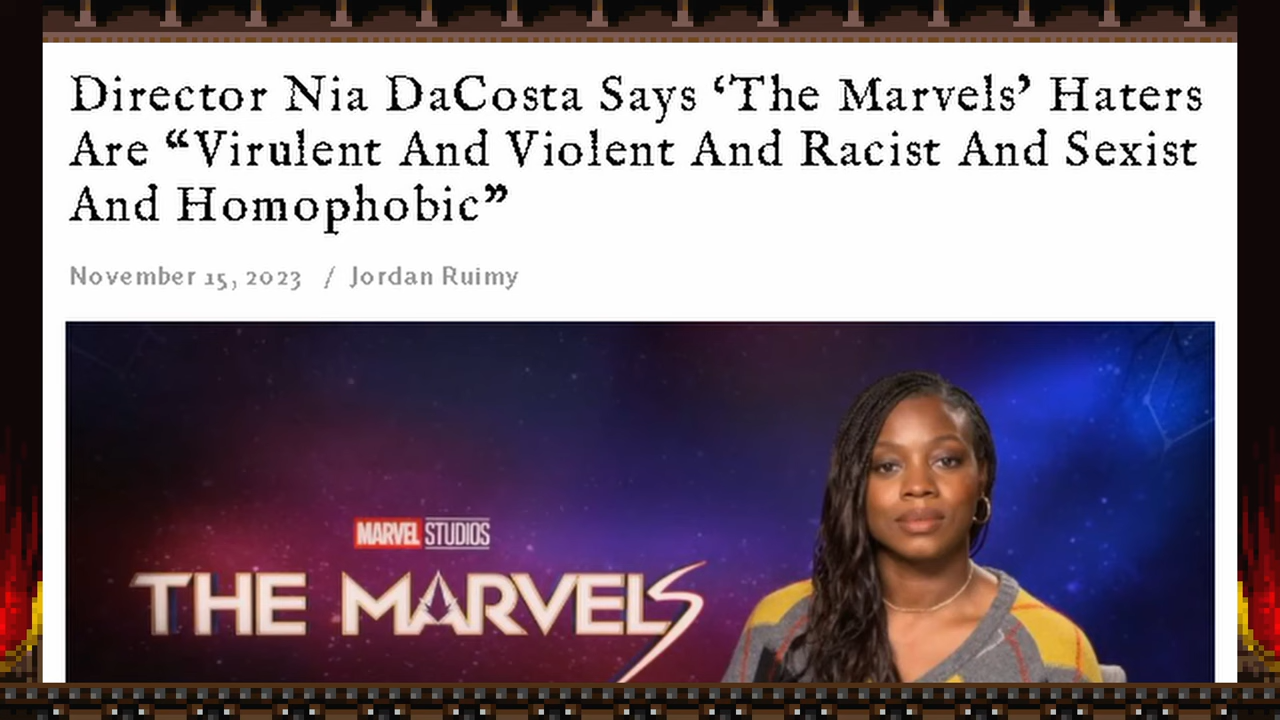 Director Nia DaCosta Says ‘The Marvels’ Haters
Are “Virulent And Violent And Racist And Sexist
And Homophobic”
November 15, 2023 / Jordan Ruimy
MARVEL STUDIOS
THE MARVELS